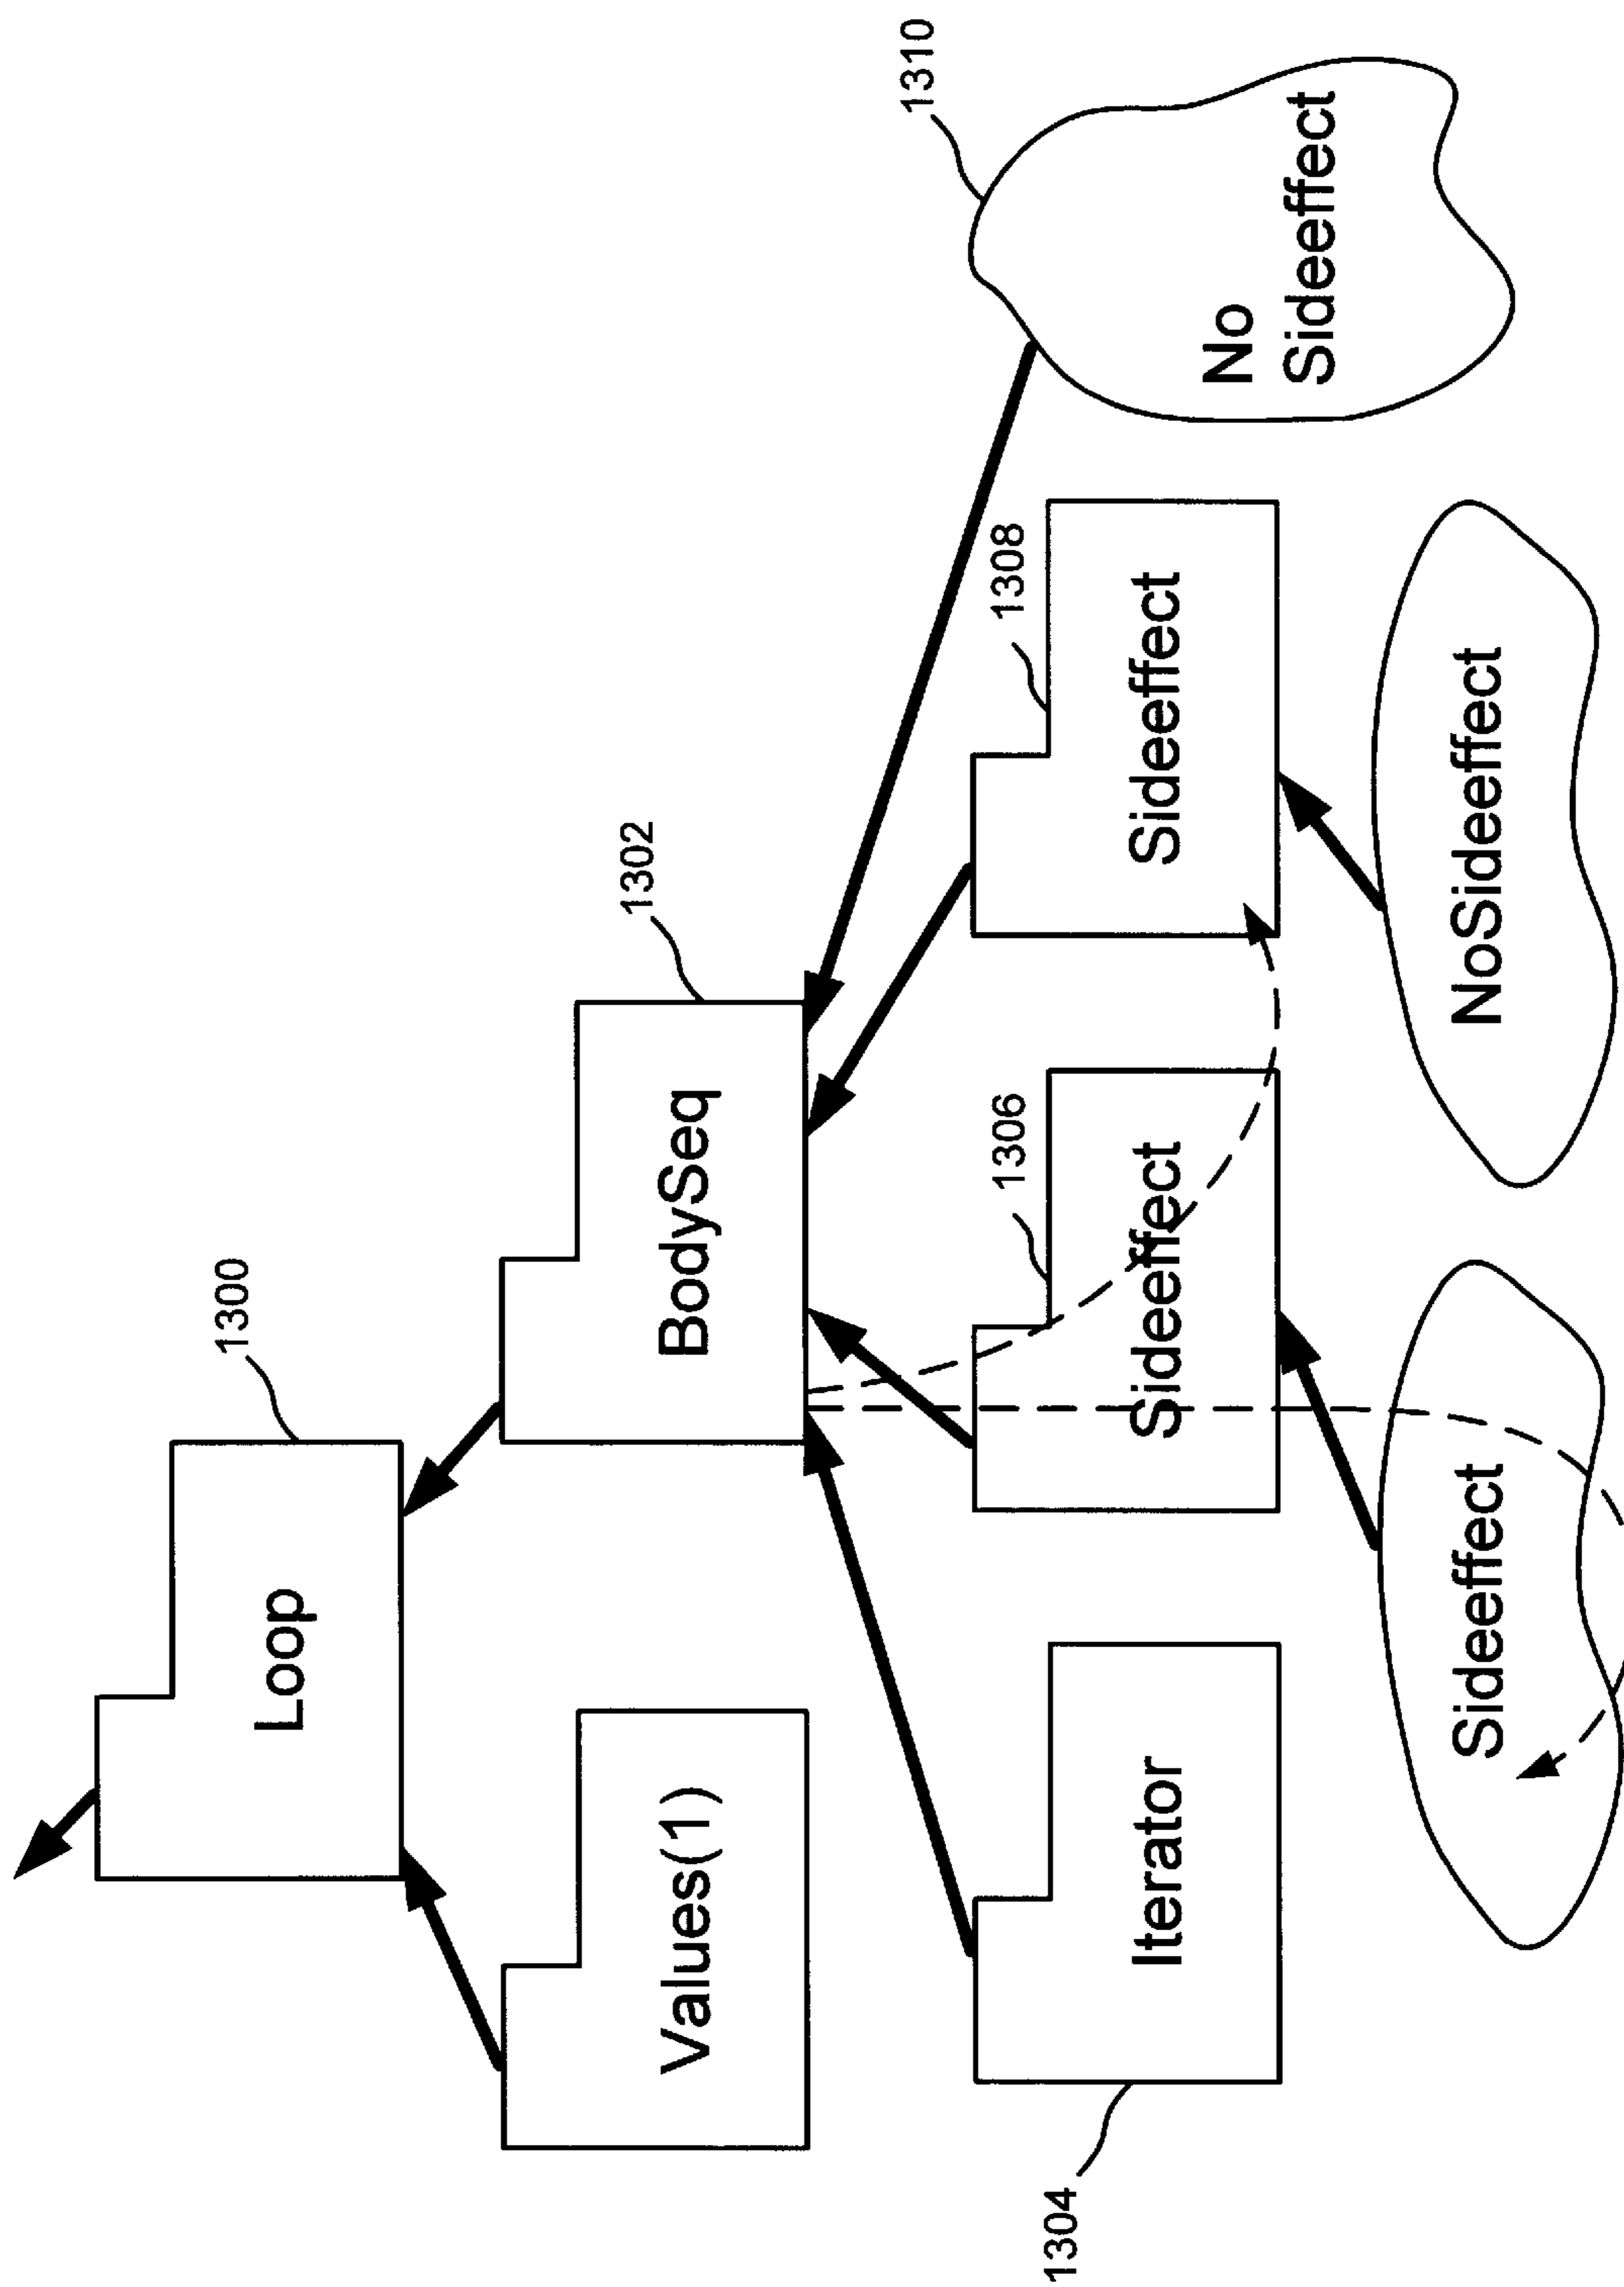 1300
Loop
Values(1)
1302
BodySeq
1304
Iterator
1306
Sideeffect
1308
Sideeffect
1310
No
Sideeffect
Sideeffect
NoSideeffect